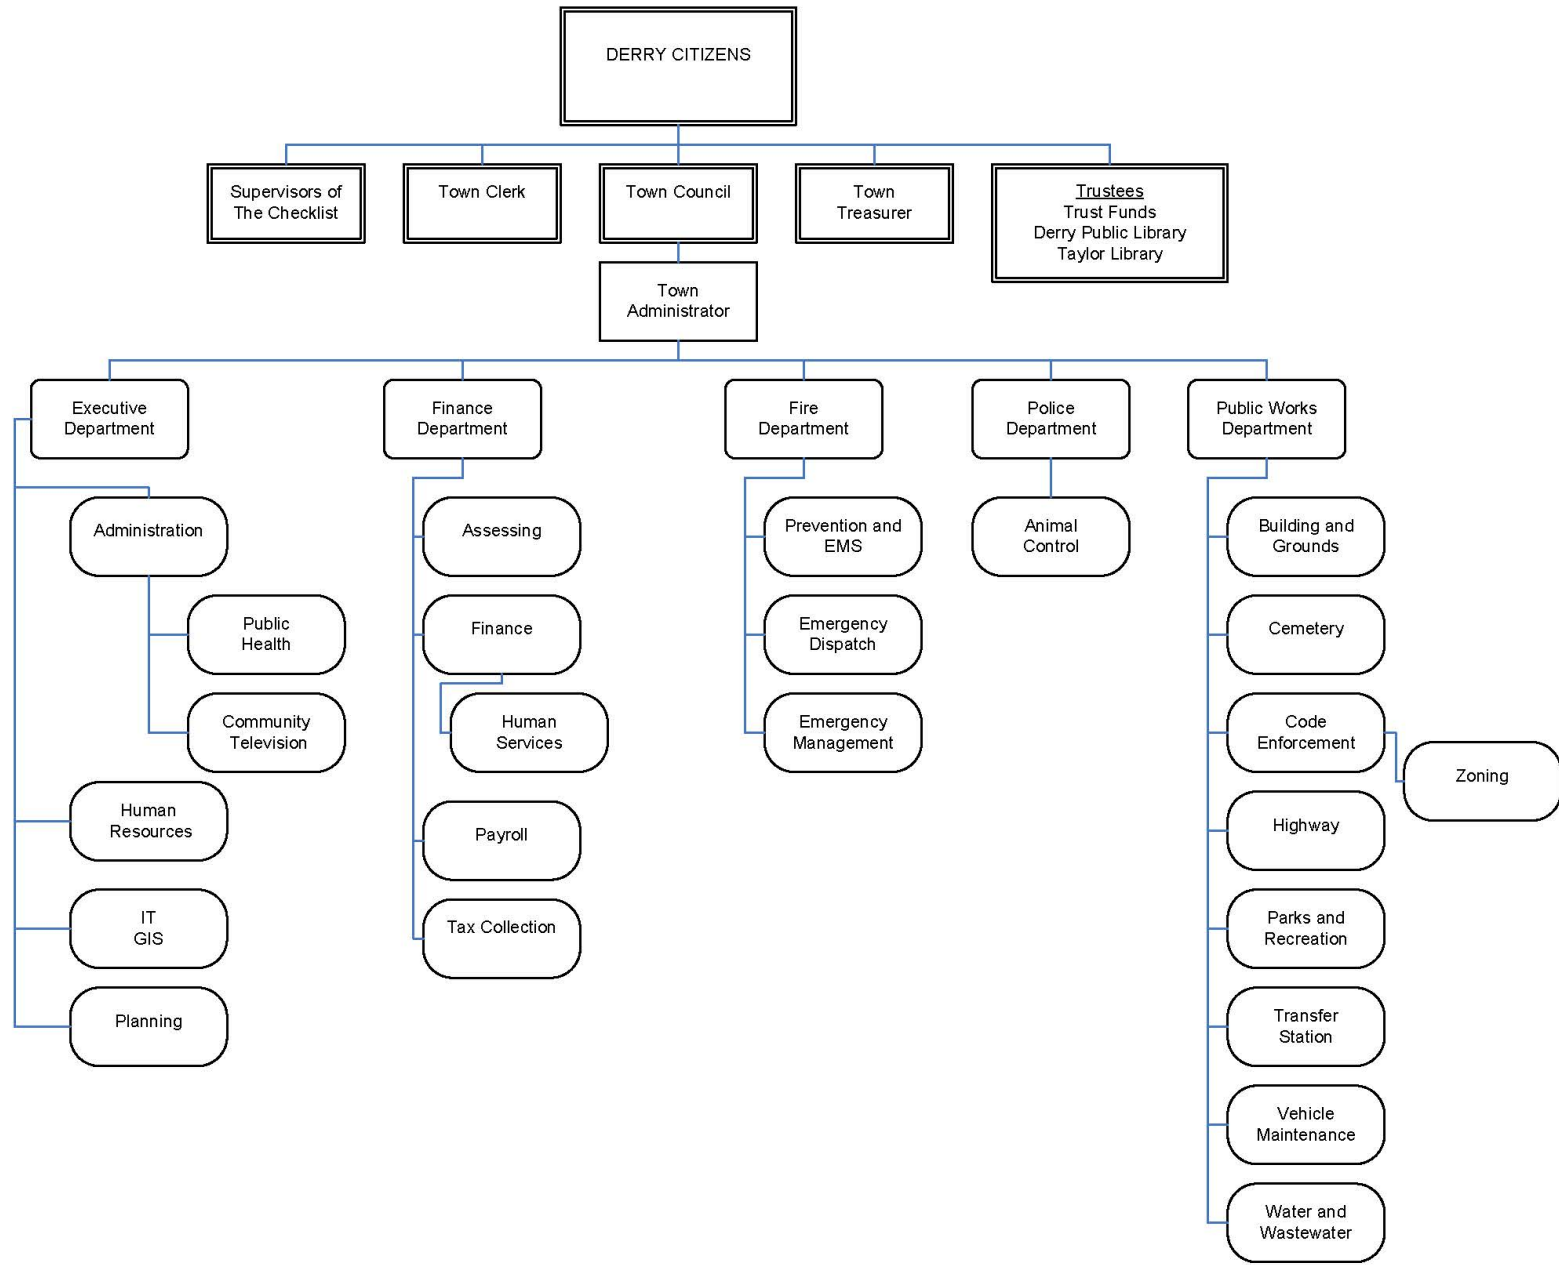 DERRY CITIZENS
Supervisors of
The Checklist
Town Clerk
Town Council
Town
Treasurer
Trustees
Trust Funds
Derry Public Library
Taylor Library
Town
Administrator
Executive
Department
Finance
Department
Fire
Department
Police
Department
Public Works
Department
Administration
Public
Health
Community
Television
Human
Resources
IT
GIS
Planning
Assessing
Finance
Human
Services
Payroll
Tax Collection
Prevention and
EMS
Emergency
Dispatch
Emergency
Management
Animal
Control
Building and
Grounds
Cemetery
Code
Enforcement
Zoning
Highway
Parks and
Recreation
Transfer
Station
Vehicle
Maintenance
Water and
Wastewater